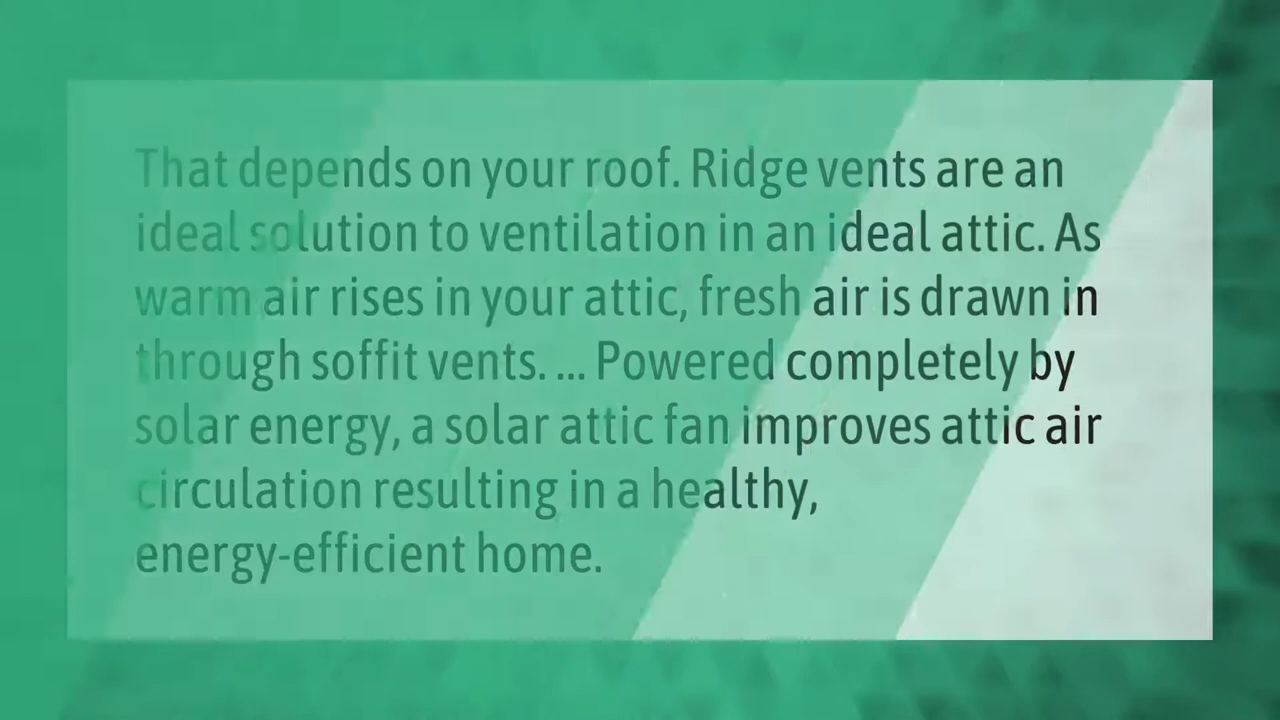 That depends on your roof. Ridge vents are an
ideal solution to ventilation in an ideal attic. As
warm air rises in your attic, fresh air is drawn in
through soffit vents. ... Powered completely by
solar energy, a solar attic fan improves attic air
circulation resulting in a healthy,
energy-efficient home.